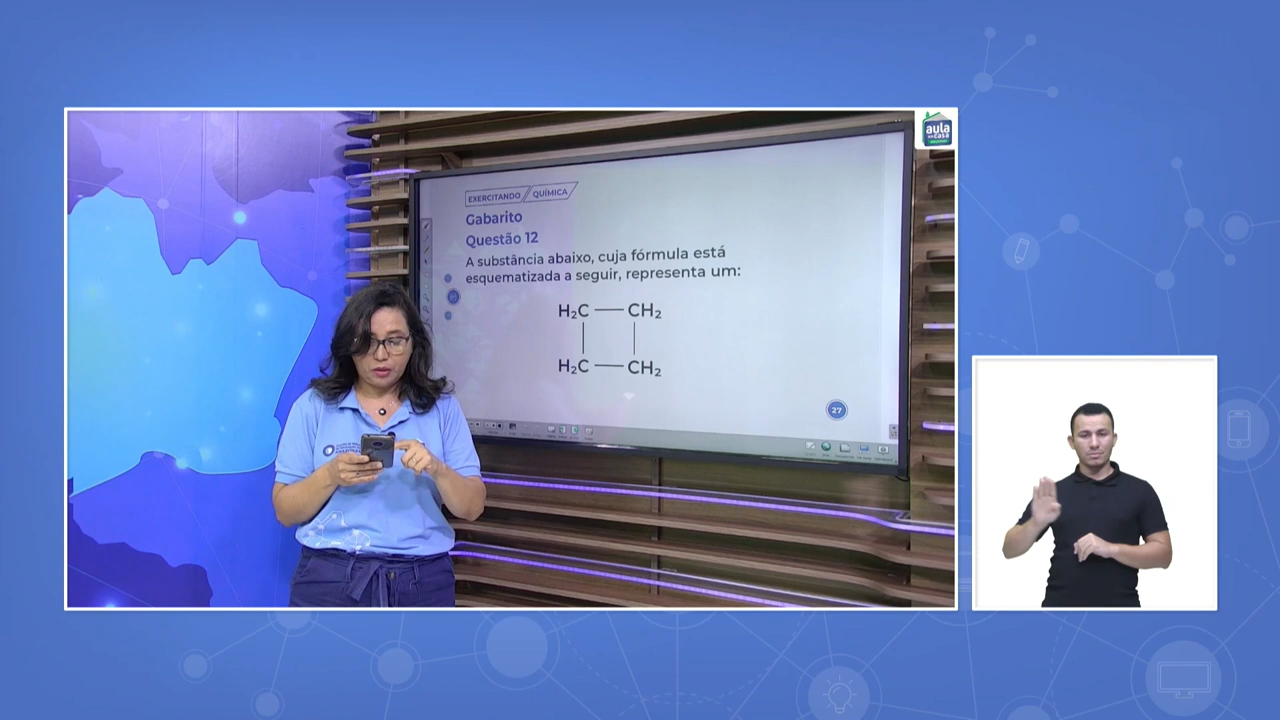 aula
em casa
EXERCITANDO QUÍMICA
Gabarito
Questão 12
A substância abaixo, cuja fórmula está
esquematizada a seguir, representa um:
H₂C CH₂
H₂C CH₂
27